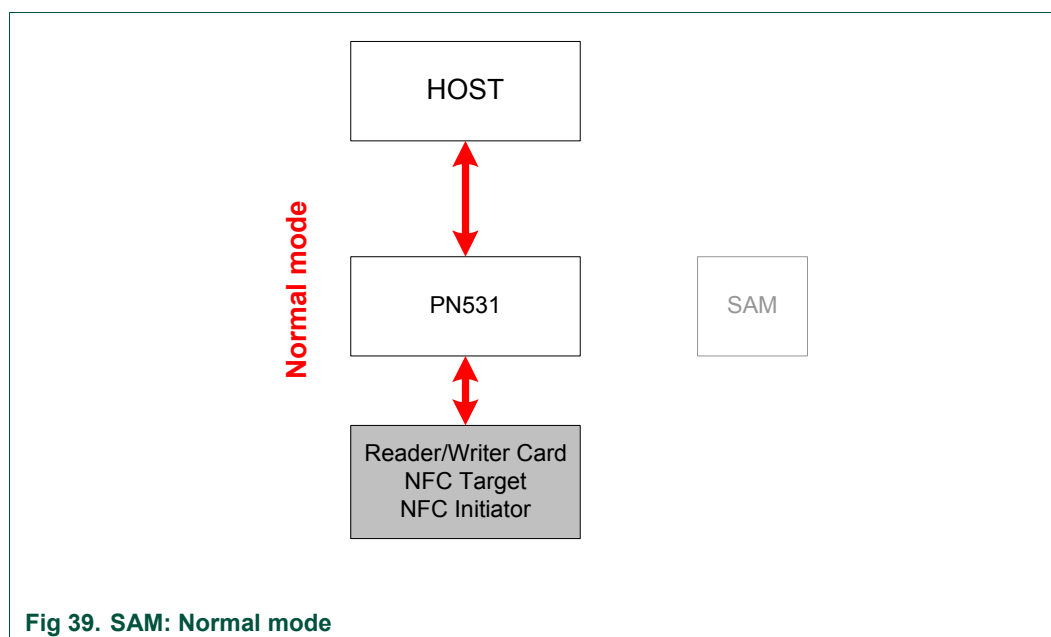 HOST
Normal mode
PN531
SAM
Reader/Writer Card
NFC Target
NFC Initiator
Fig 39. SAM: Normal mode